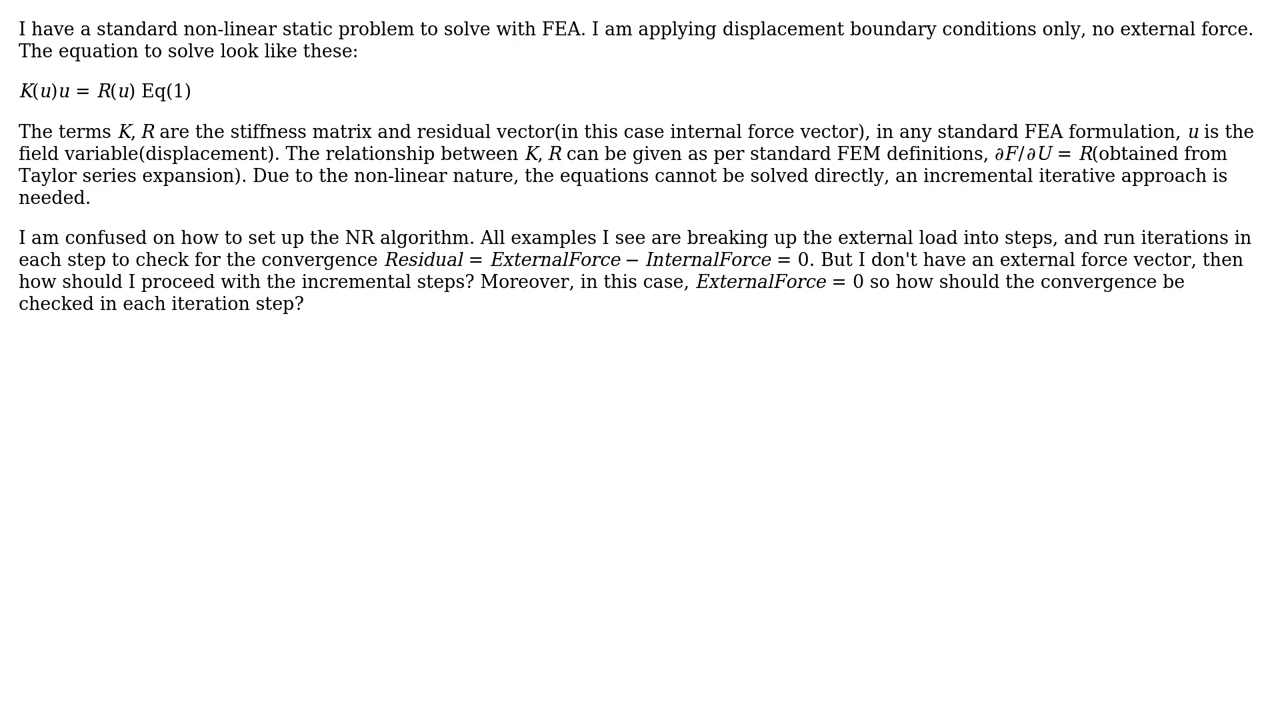 I have a standard non-linear static problem to solve with FEA. I am applying displacement boundary conditions only, no external force.
The equation to solve look like these:
K(u)u = R(u) Eq(1)
The terms K, R are the stiffness matrix and residual vector(in this case internal force vector), in any standard FEA formulation, u is the
field variable(displacement). The relationship between K, R can be given as per standard FEM definitions, ∂F/∂U = R(obtained from
Taylor series expansion). Due to the non-linear nature, the equations cannot be solved directly, an incremental iterative approach is
needed.
I am confused on how to set up the NR algorithm. All examples I see are breaking up the external load into steps, and run iterations in
each step to check for the convergence Residual = ExternalForce − InternalForce = 0. But I don't have an external force vector, then
how should I proceed with the incremental steps? Moreover, in this case, ExternalForce = 0 so how should the convergence be
checked in each iteration step?